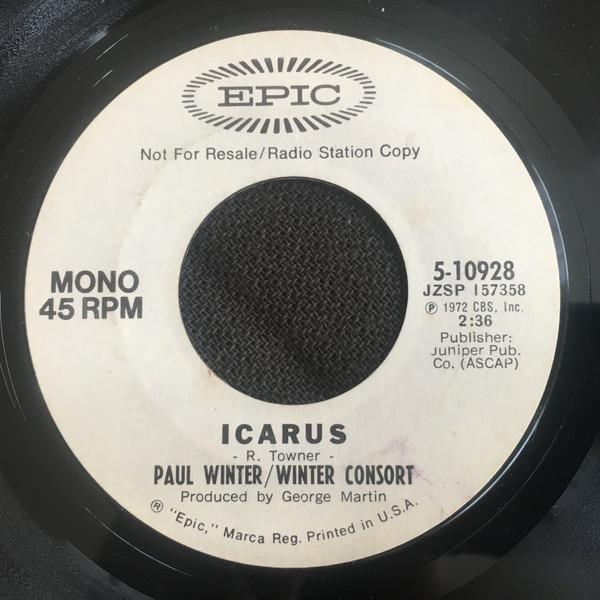 EPIC
Not For Resale/Radio Station Copy
MONO
45 RPM
5-10928
JZSP 157358
Ⓟ 1972 CBS, Inc.
2:36
Publisher:
Juniper Pub.
Co. (ASCAP)
ICARUS
- R. Towner -
PAUL WINTER/WINTER CONSORT
Produced by George Martin
® "Epic," Marca Reg. Printed in U.S.A.